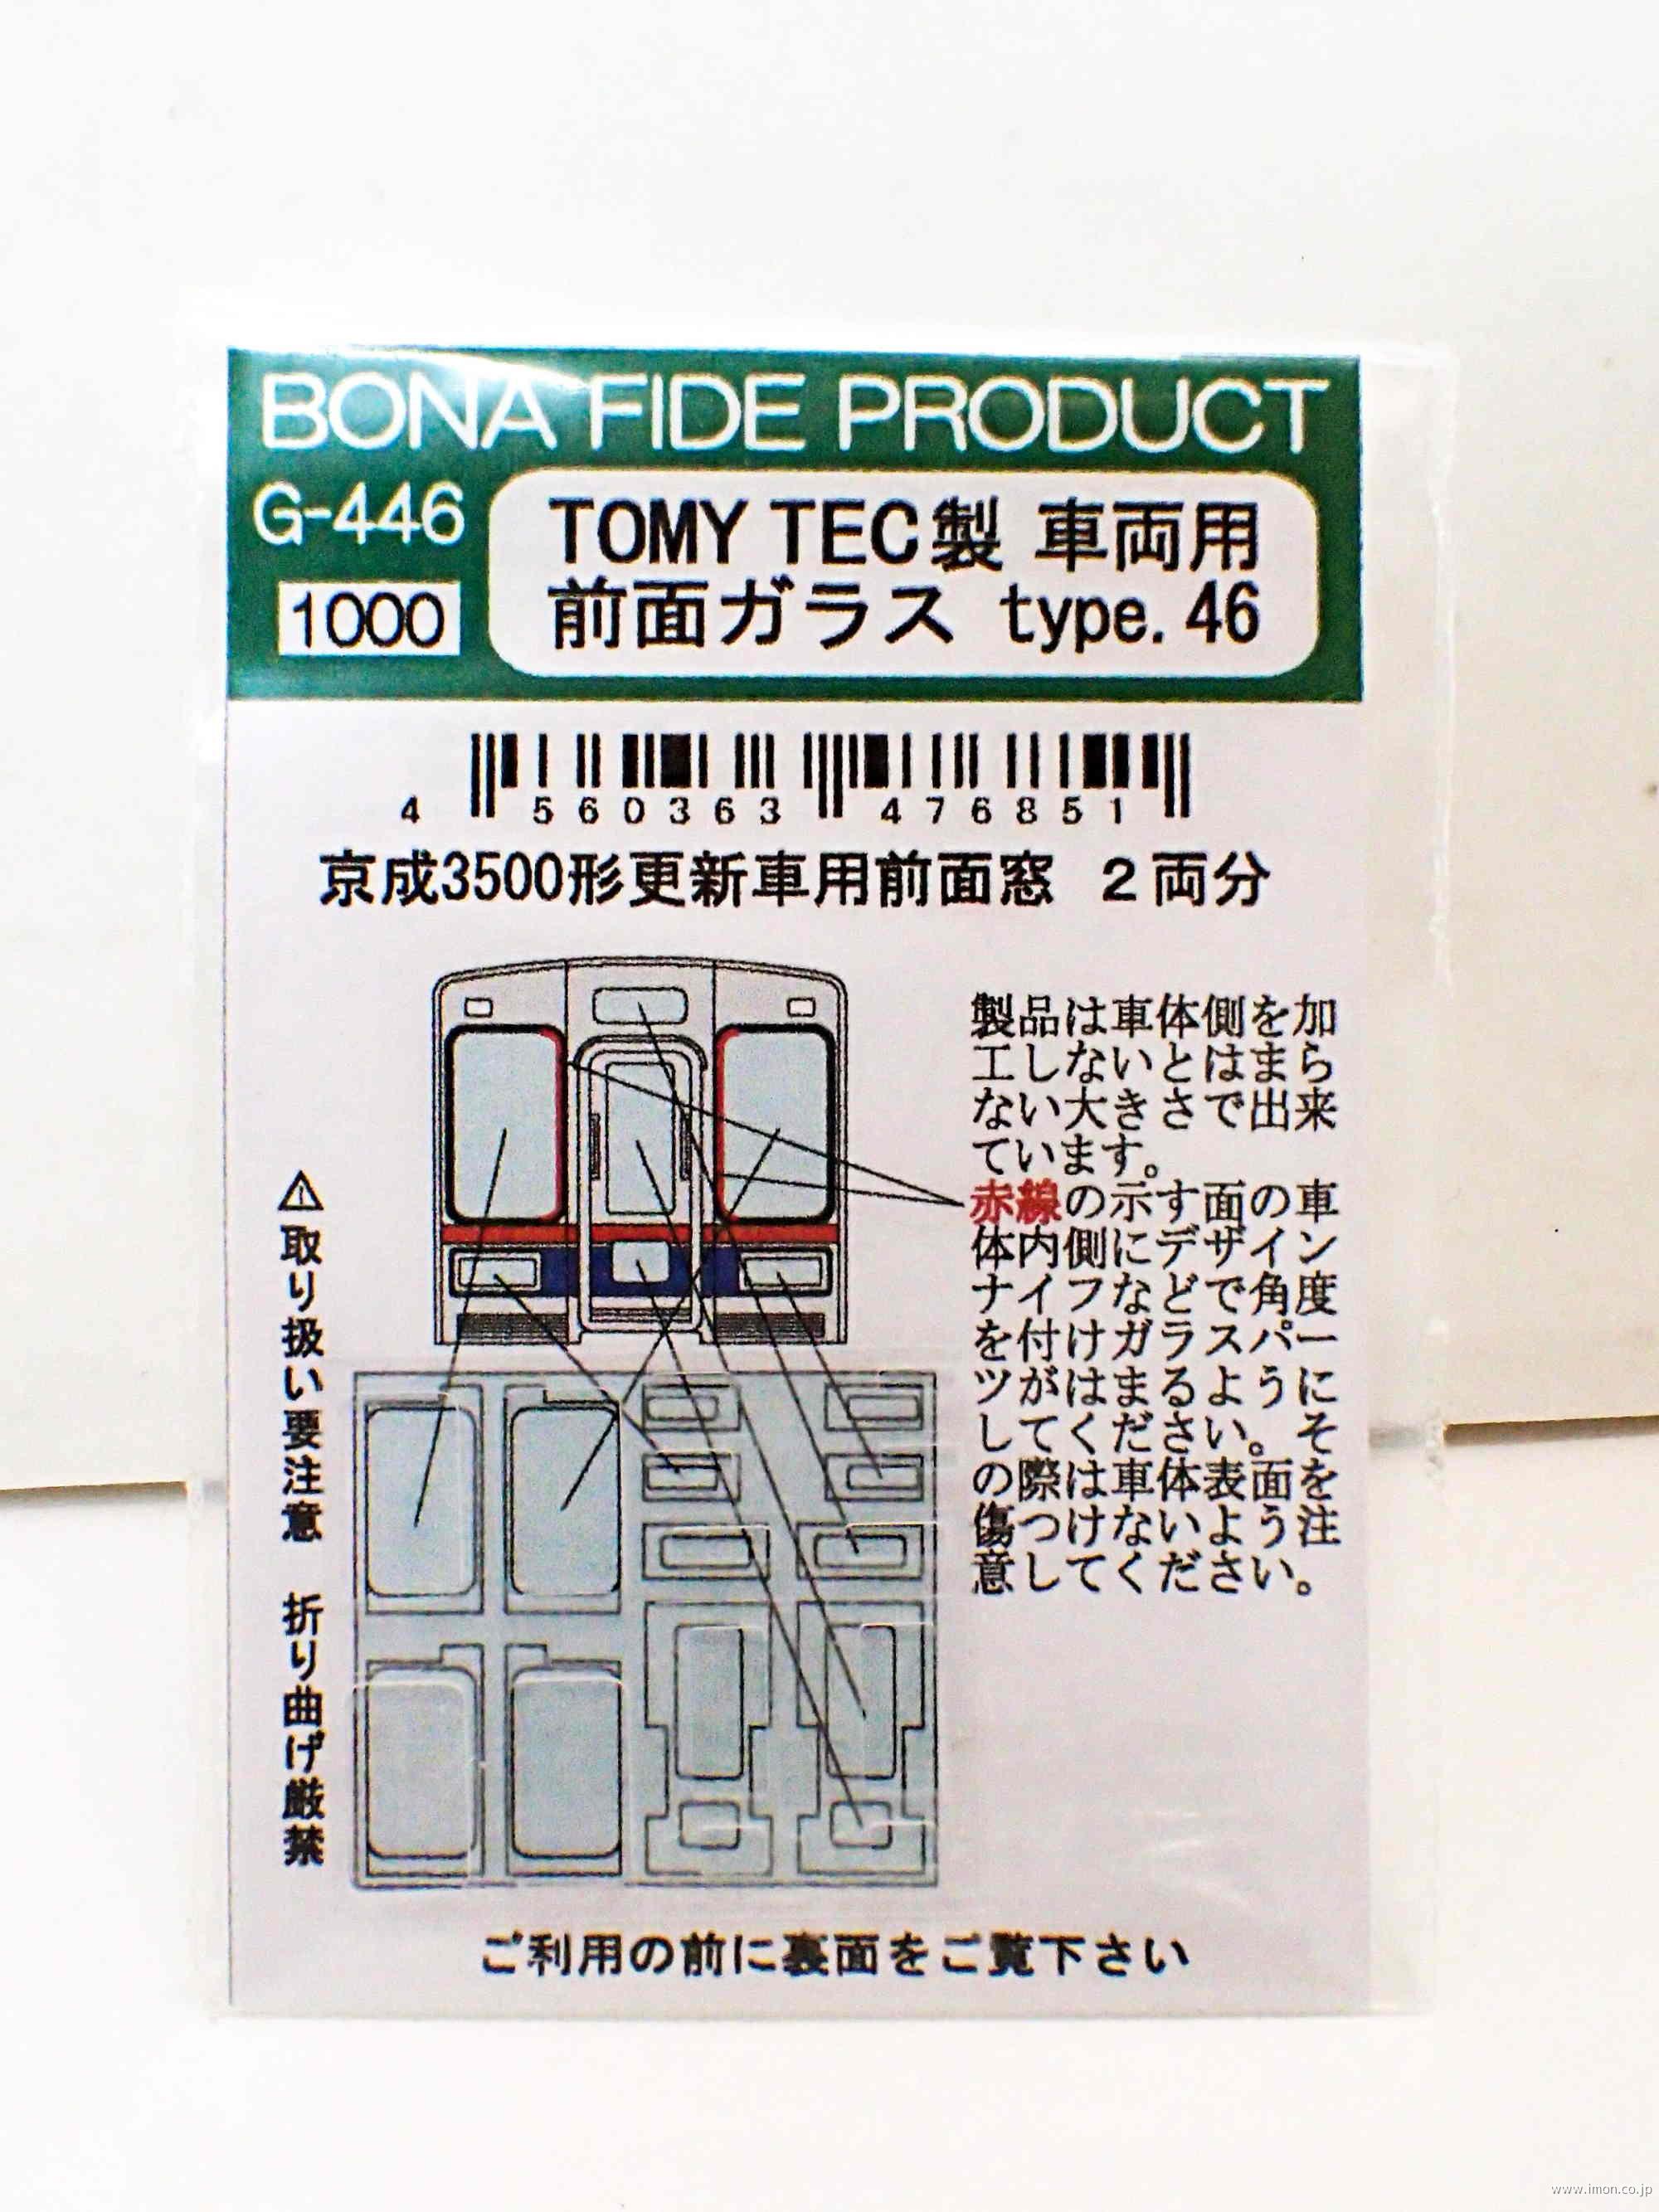 BONA FIDE PRODUCT
G-446
1000
TOMY TEC製 車両用
前面ガラス type.46
4 560363 476851
京成3500形更新車用前面窓 2両分
製品は車体側を加
工しないとはまら
ない大きさで出来
ています。
赤線の示す面の車
体内側にデザイン
ナイフなどで角度
を付けガラスパー
ツがはまるように
してください。そ
の際は車体表面を
傷つけないよう注
意してください。
⚠取り扱い要注意 折り曲げ厳禁
ご利用の前に裏面をご覧下さい
www.imon.co.jp